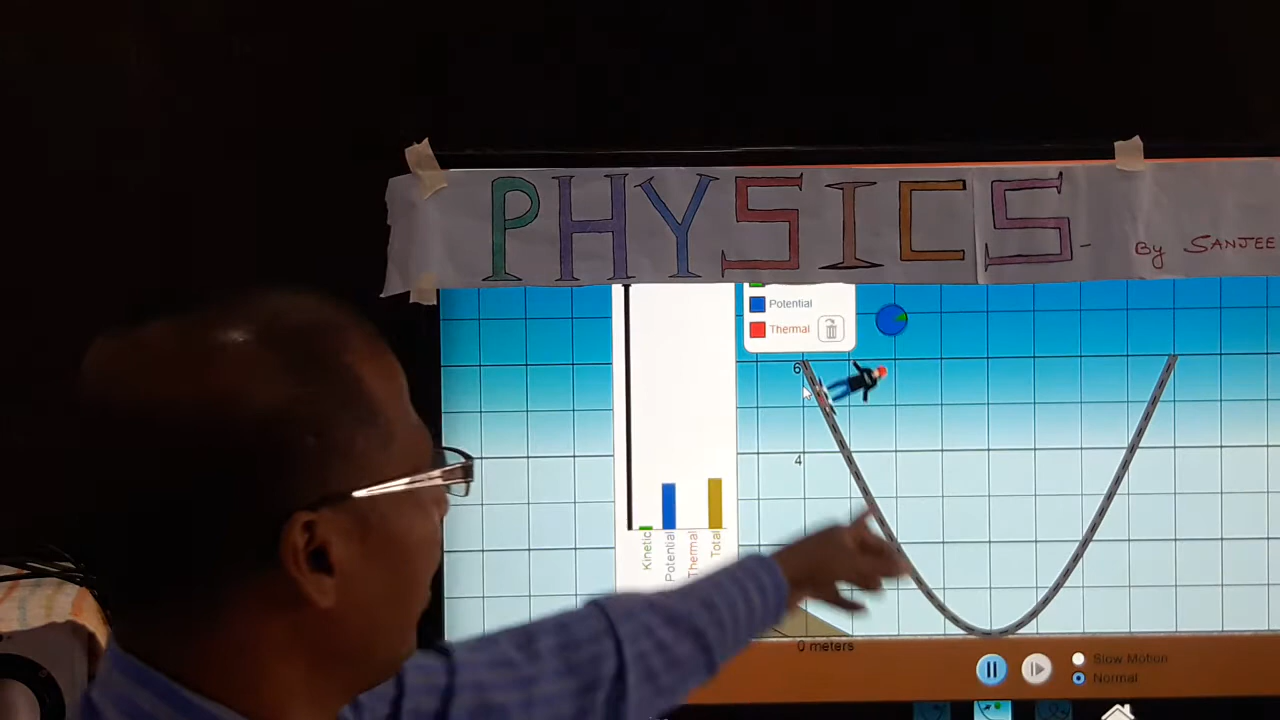 PHYSICS-
By SANJEE
Potential
Thermal
6
4
Kinetic
Potential
Thermal
Total
0 meters
Slow Motion
Normal